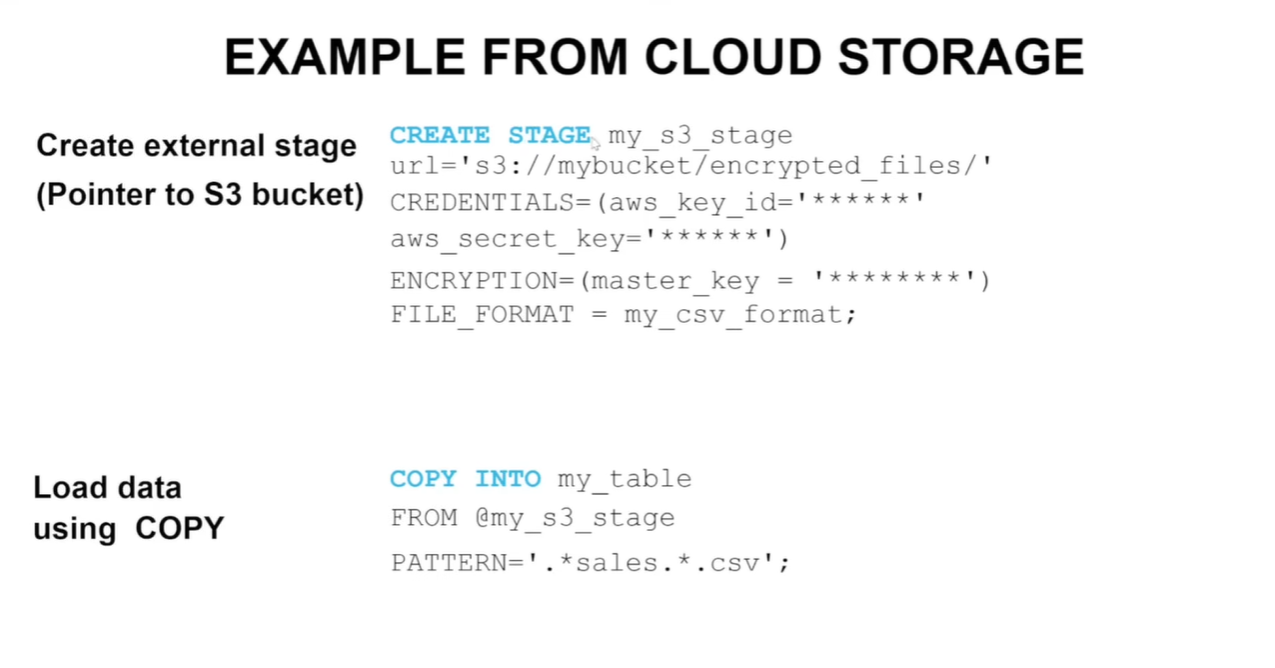 EXAMPLE FROM CLOUD STORAGE
Create external stage
(Pointer to S3 bucket)
CREATE STAGE my_s3_stage
url='s3://mybucket/encrypted_files/'
CREDENTIALS=(aws_key_id='******'
aws_secret_key='******')
ENCRYPTION=(master_key = '********')
FILE_FORMAT = my_csv_format;
Load data
using COPY
COPY INTO my_table
FROM @my_s3_stage
PATTERN='.*sales.*.csv';